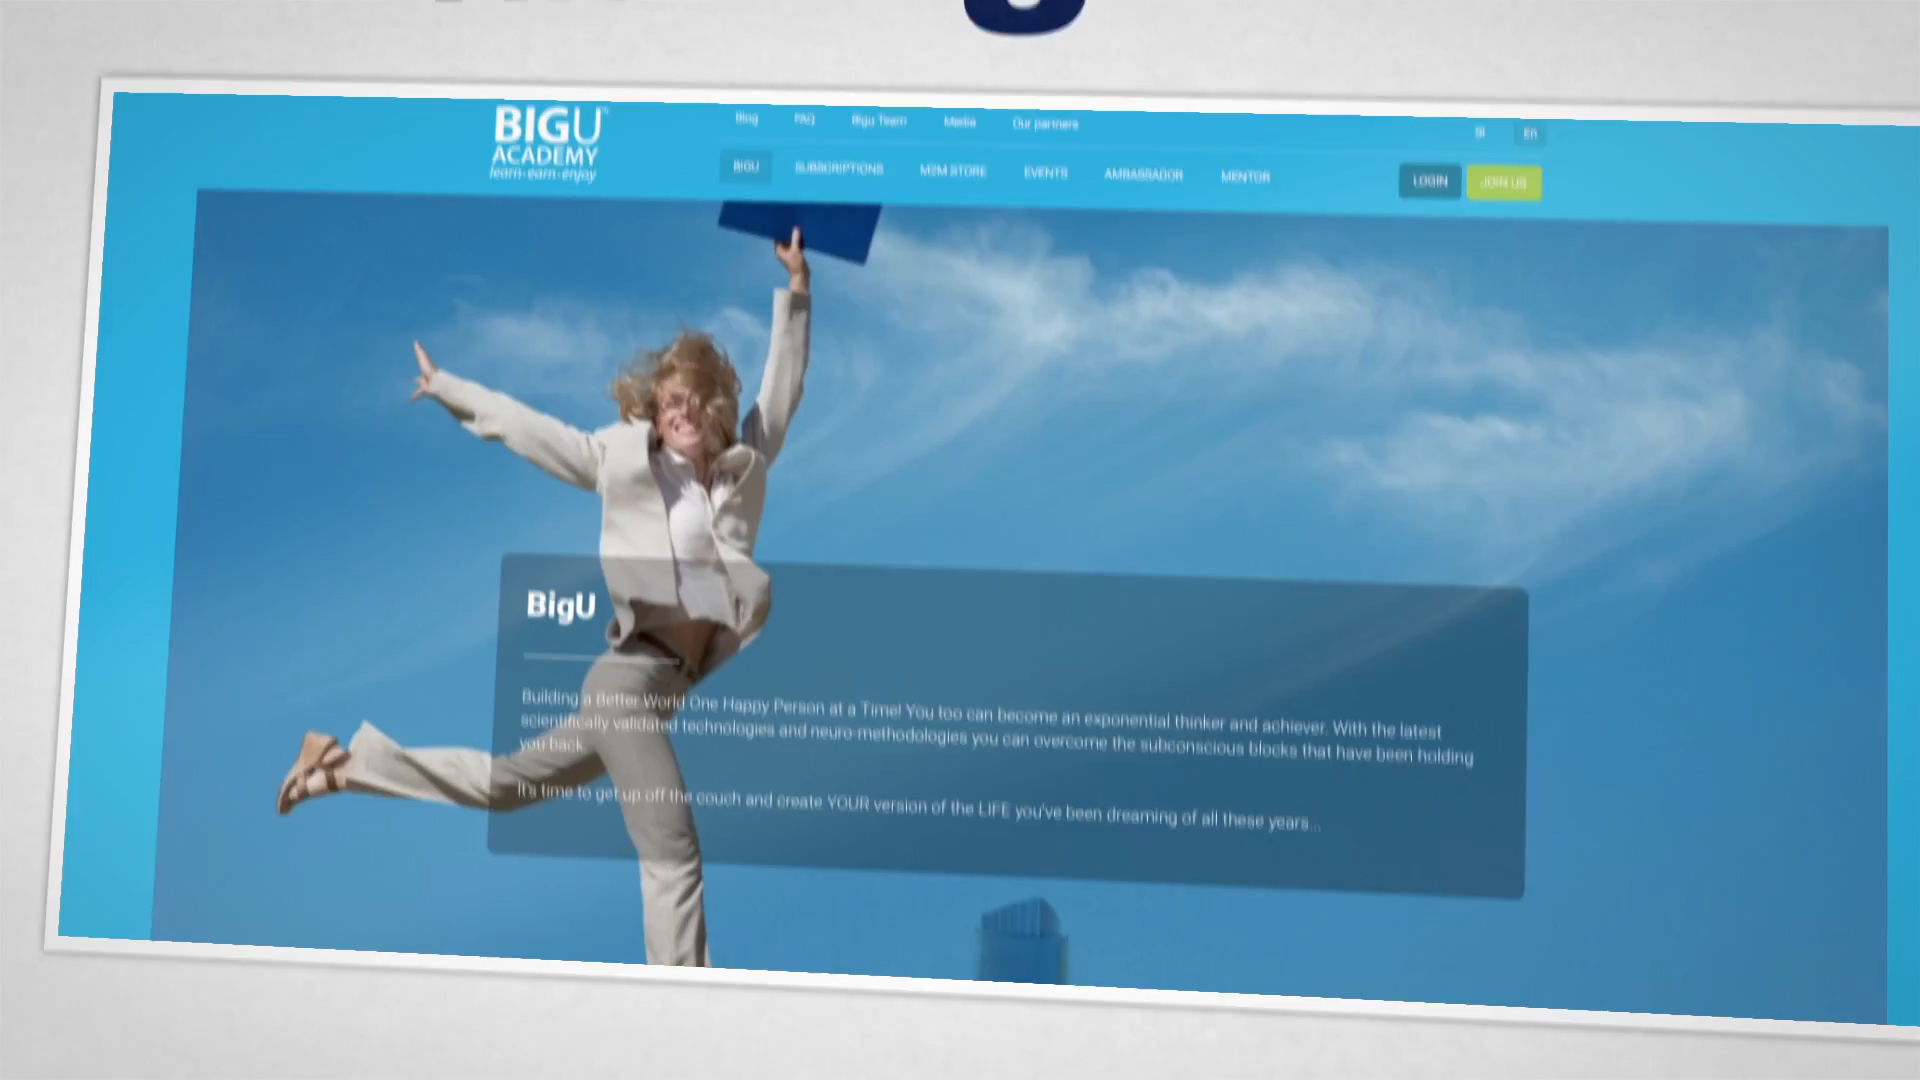 BIGU
ACADEMY
learn-earn-enjoy
Blog FAQ Bigu Team Media Our partners
SI En
BIGU SUBSCRIPTIONS M2M STORE EVENTS AMBASSADOR MENTOR
LOGIN JOIN US
BigU
Building a Better World One Happy Person at a Time! You too can become an exponential thinker and achiever. With the latest
scientifically validated technologies and neuro-methodologies you can overcome the subconscious blocks that have been holding
you back.
It's time to get up off the couch and create YOUR version of the LIFE you've been dreaming of all these years...